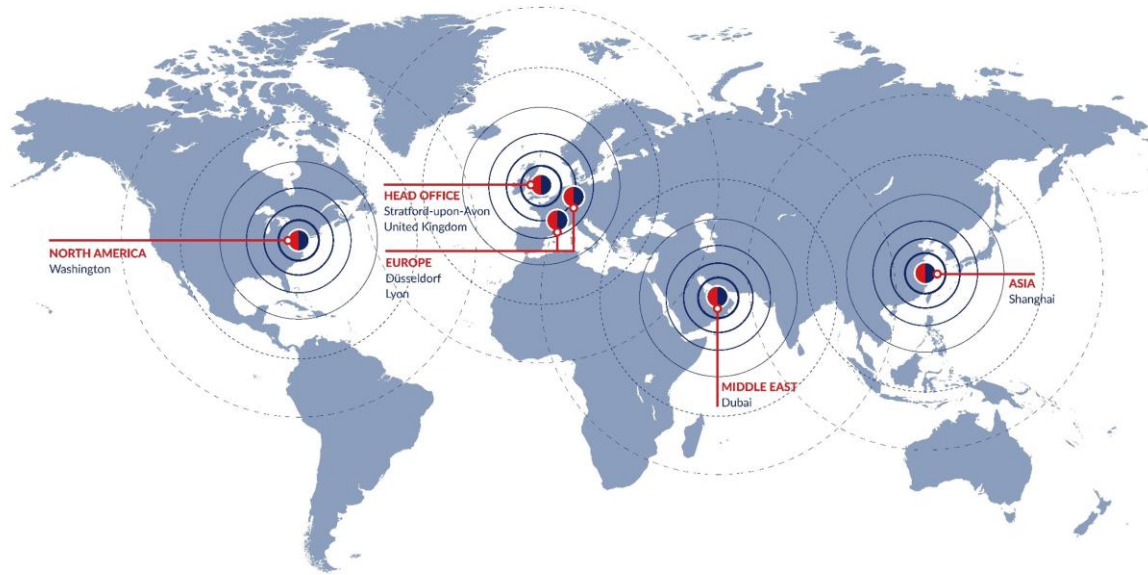 NORTH AMERICA
Washington
HEAD OFFICE
Stratford-upon-Avon
United Kingdom
EUROPE
Düsseldorf
Lyon
MIDDLE EAST
Dubai
ASIA
Shanghai